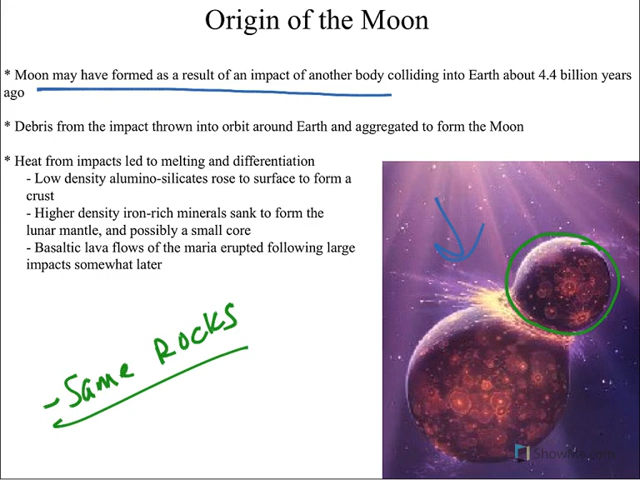 Origin of the Moon
* Moon may have formed as a result of an impact of another body colliding into Earth about 4.4 billion years
ago
* Debris from the impact thrown into orbit around Earth and aggregated to form the Moon
* Heat from impacts led to melting and differentiation
- Low density alumino-silicates rose to surface to form a
crust
- Higher density iron-rich minerals sank to form the
lunar mantle, and possibly a small core
- Basaltic lava flows of the maria erupted following large
impacts somewhat later
- Same Rocks
ShowMe.com